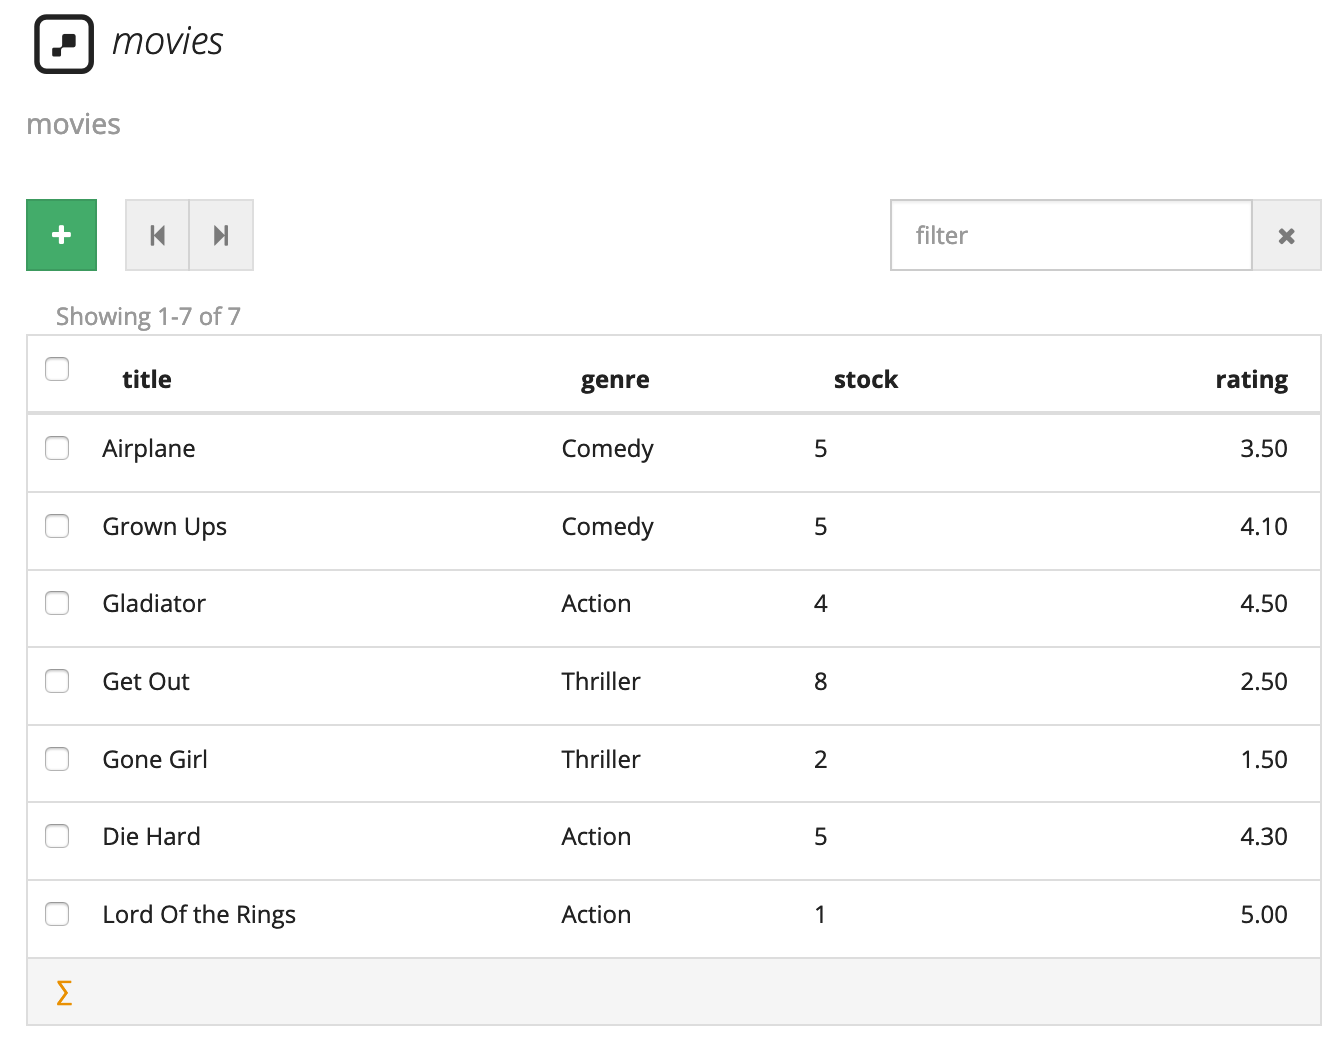 movies
movies
filter
Showing 1-7 of 7
title genre stock rating
Airplane Comedy 5 3.50
Grown Ups Comedy 5 4.10
Gladiator Action 4 4.50
Get Out Thriller 8 2.50
Gone Girl Thriller 2 1.50
Die Hard Action 5 4.30
Lord Of the Rings Action 1 5.00
Σ